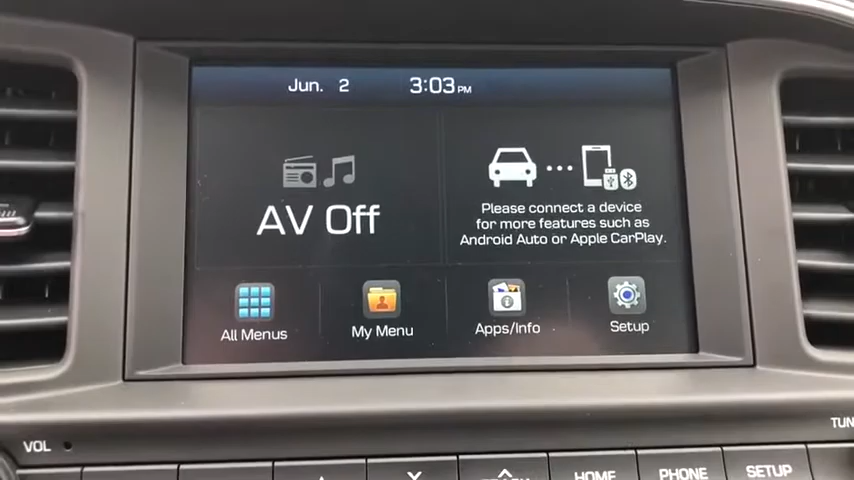 Jun. 2 3:03 PM
AV Off
Please connect a device
for more features such as
Android Auto or Apple CarPlay.
All Menus
My Menu
Apps/Info
Setup
VOL
HOME
PHONE
SETUP